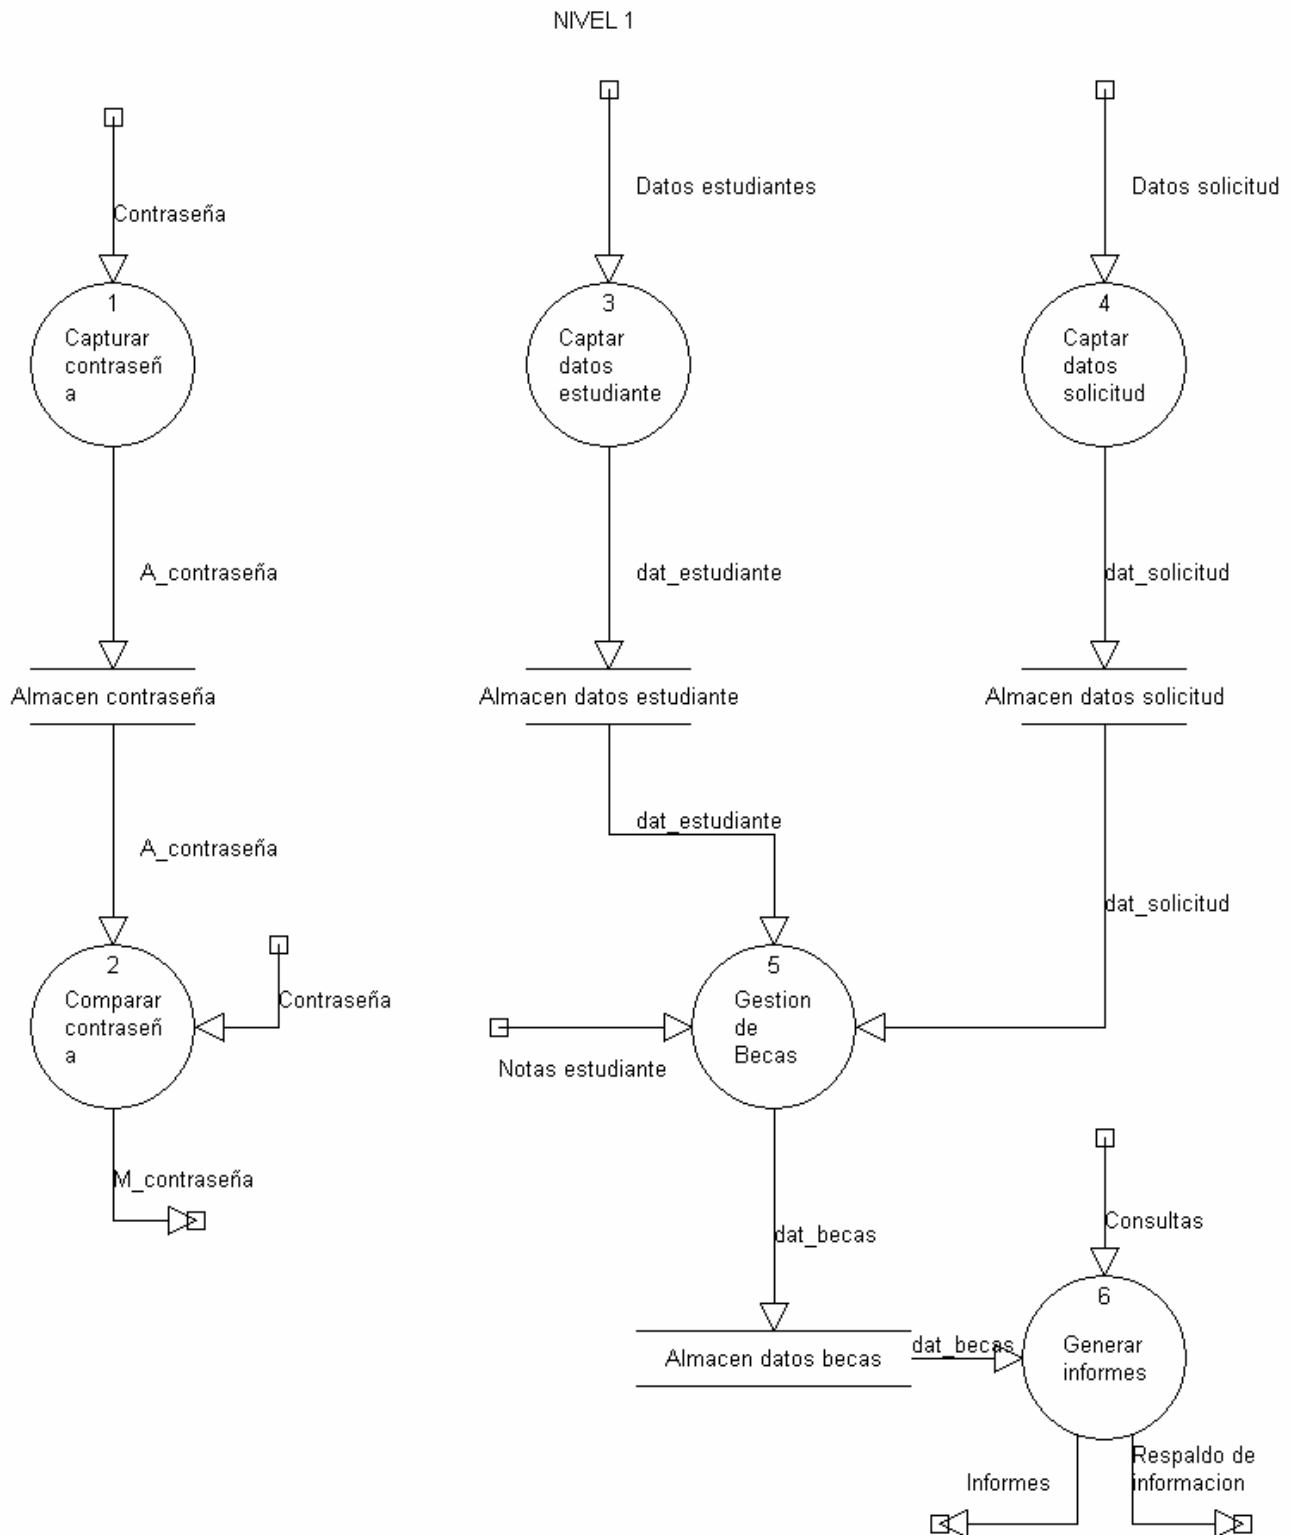 NIVEL 1
Datos estudiantes
Datos solicitud
Contraseña
1
Capturar
contraseñ
a
3
Captar
datos
estudiante
4
Captar
datos
solicitud
A_contraseña
dat_estudiante
dat_solicitud
Almacen contraseña
Almacen datos estudiante
Almacen datos solicitud
dat_estudiante
A_contraseña
dat_solicitud
2
Comparar
contraseñ
a
Contraseña
5
Gestion
de
Becas
Notas estudiante
M_contraseña
Consultas
dat_becas
6
Generar
informes
dat_becas
Almacen datos becas
Informes
Respaldo de
informacion